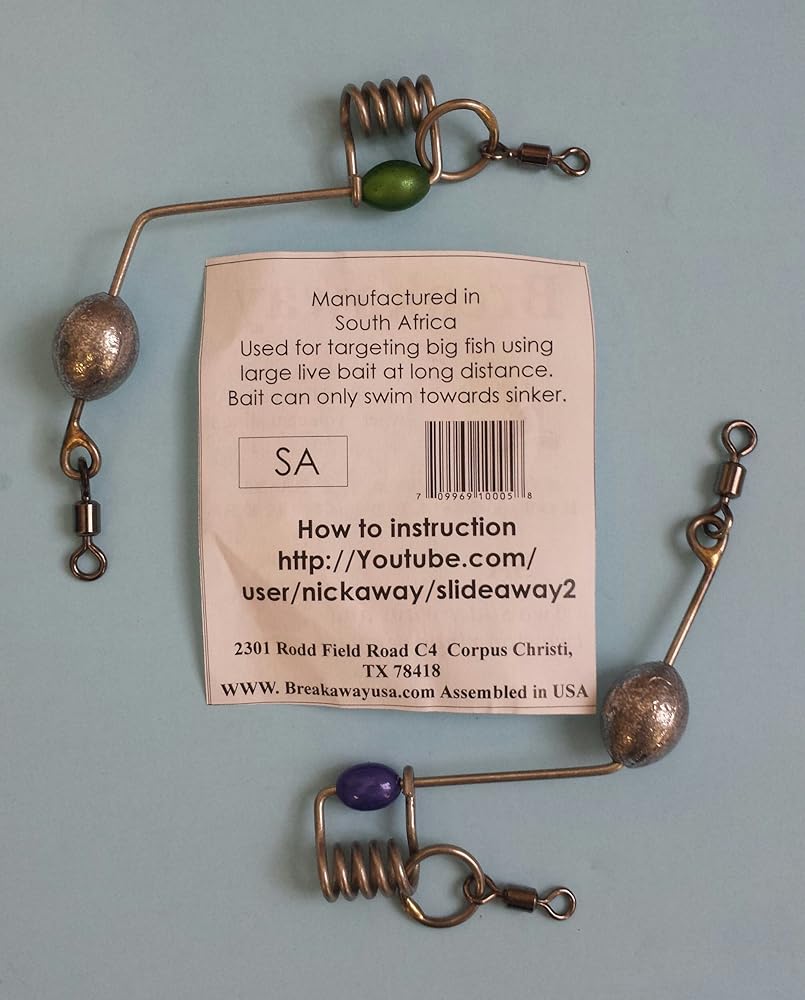 Manufactured in
South Africa
Used for targeting big fish using
large live bait at long distance.
Bait can only swim towards sinker.
SA
7 09969 10005 8
How to instruction
http://Youtube.com/
user/nickaway/slideaway2
2301 Rodd Field Road C4 Corpus Christi,
TX 78418
WWW. Breakawayusa.com Assembled in USA